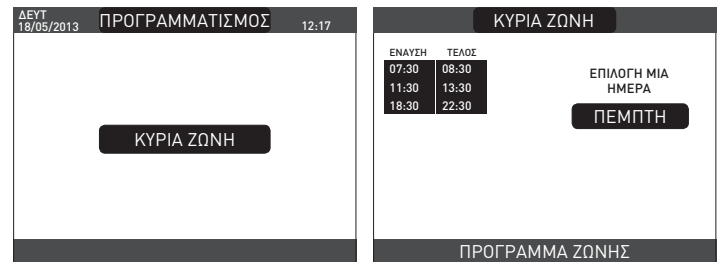 ΔΕΥΤ
18/05/2013
ΠΡΟΓΡΑΜΜΑΤΙΣΜΟΣ
12:17
ΚΥΡΙΑ ΖΩΝΗ
ΚΥΡΙΑ ΖΩΝΗ
ΕΝΑΥΣΗ ΤΕΛΟΣ
07:30 08:30
11:30 13:30
18:30 22:30
ΕΠΙΛΟΓΗ ΜΙΑ
ΗΜΕΡΑ
ΠΕΜΠΤΗ
ΠΡΟΓΡΑΜΜΑ ΖΩΝΗΣ